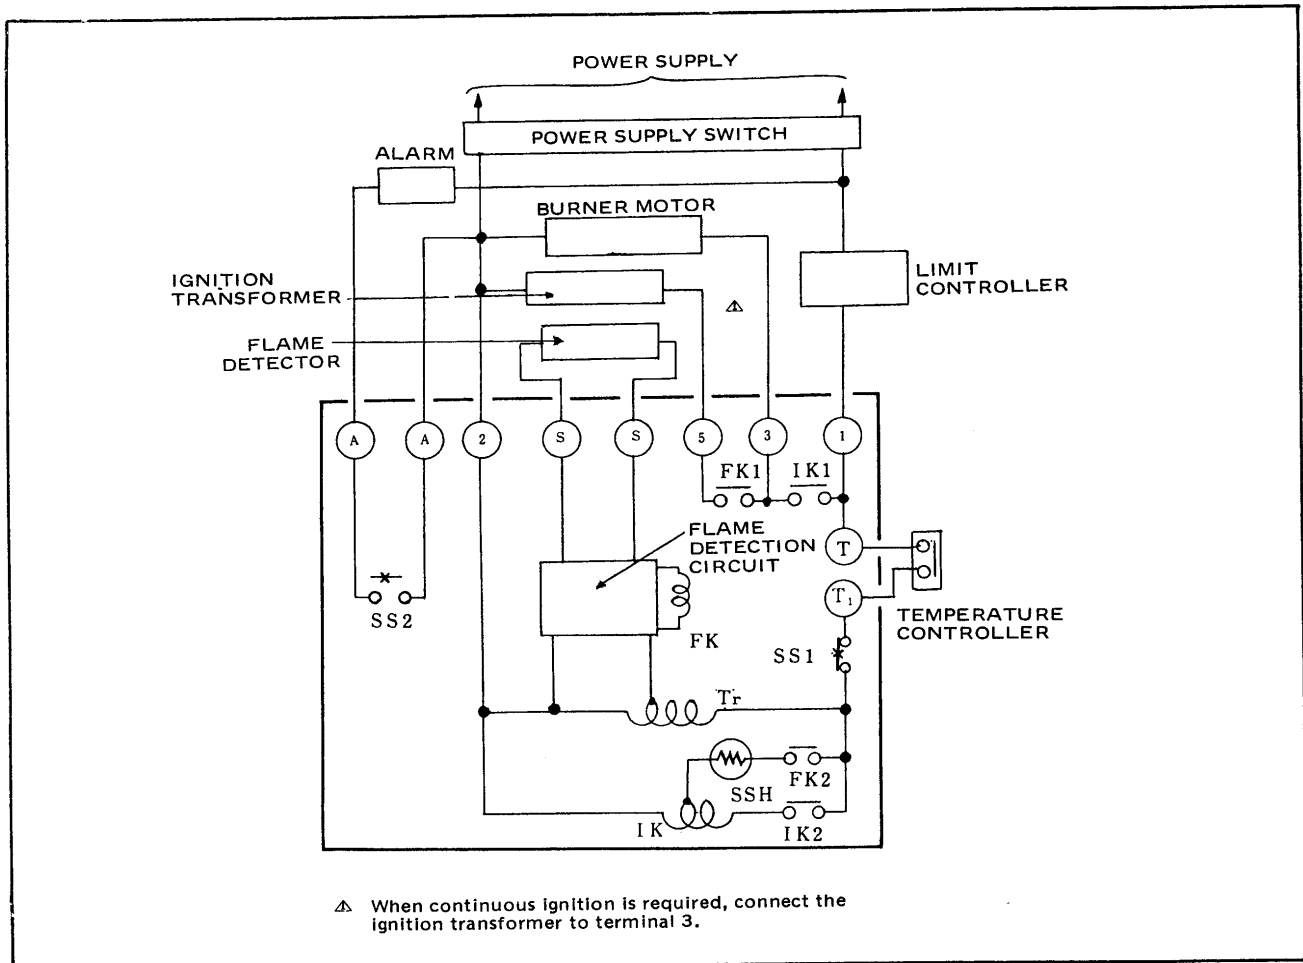 POWER SUPPLY
POWER SUPPLY SWITCH
ALARM
BURNER MOTOR
IGNITION
TRANSFORMER
LIMIT
CONTROLLER
FLAME
DETECTOR
A
A
2
S
S
5
3
1
FK1
IK1
FLAME
DETECTION
CIRCUIT
T
T1
TEMPERATURE
CONTROLLER
SS2
FK
SS1
Tr
SSH
FK2
IK
IK2
1 When continuous ignition is required, connect the
ignition transformer to terminal 3.